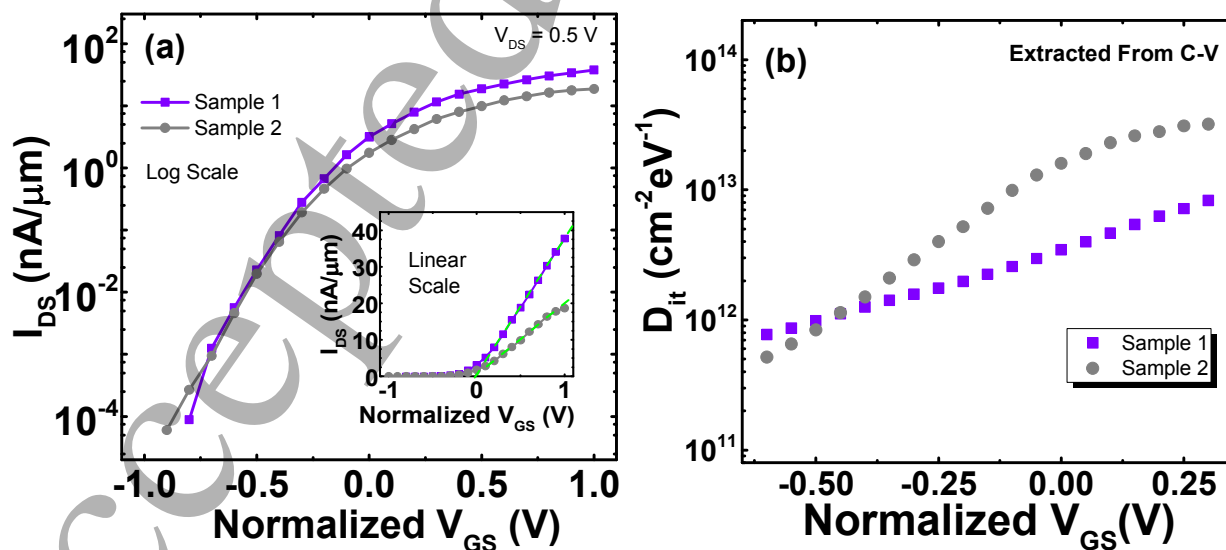 (a)
V_DS = 0.5 V
Sample 1
Sample 2
Log Scale
I_DS (nA/μm)
10^2
10^0
10^-2
10^-4
-1.0 -0.5 0.0 0.5 1.0
Normalized V_GS (V)
Linear
Scale
I_DS (nA/μm)
40
30
20
10
0
-1 0 1
Normalized V_GS (V)
(b)
Extracted From C-V
D_it (cm^-2eV^-1)
10^14
10^13
10^12
10^11
Sample 1
Sample 2
-0.50 -0.25 0.00 0.25
Normalized V_GS(V)
ccepted